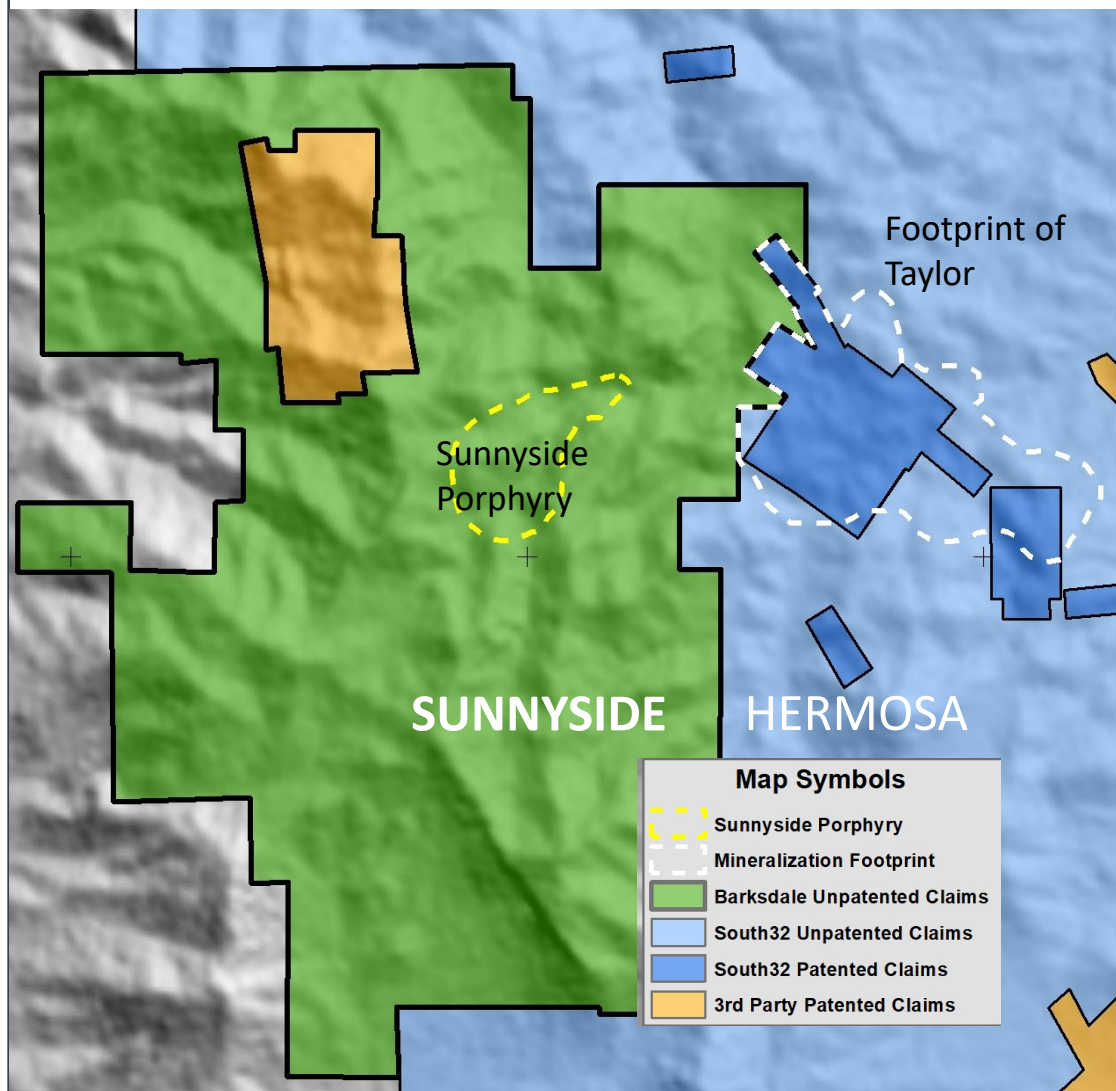 Footprint of
Taylor
Sunnyside
Porphyry
SUNNYSIDE
HERMOSA
Map Symbols
Sunnyside Porphyry
Mineralization Footprint
Barksdale Unpatented Claims
South32 Unpatented Claims
South32 Patented Claims
3rd Party Patented Claims